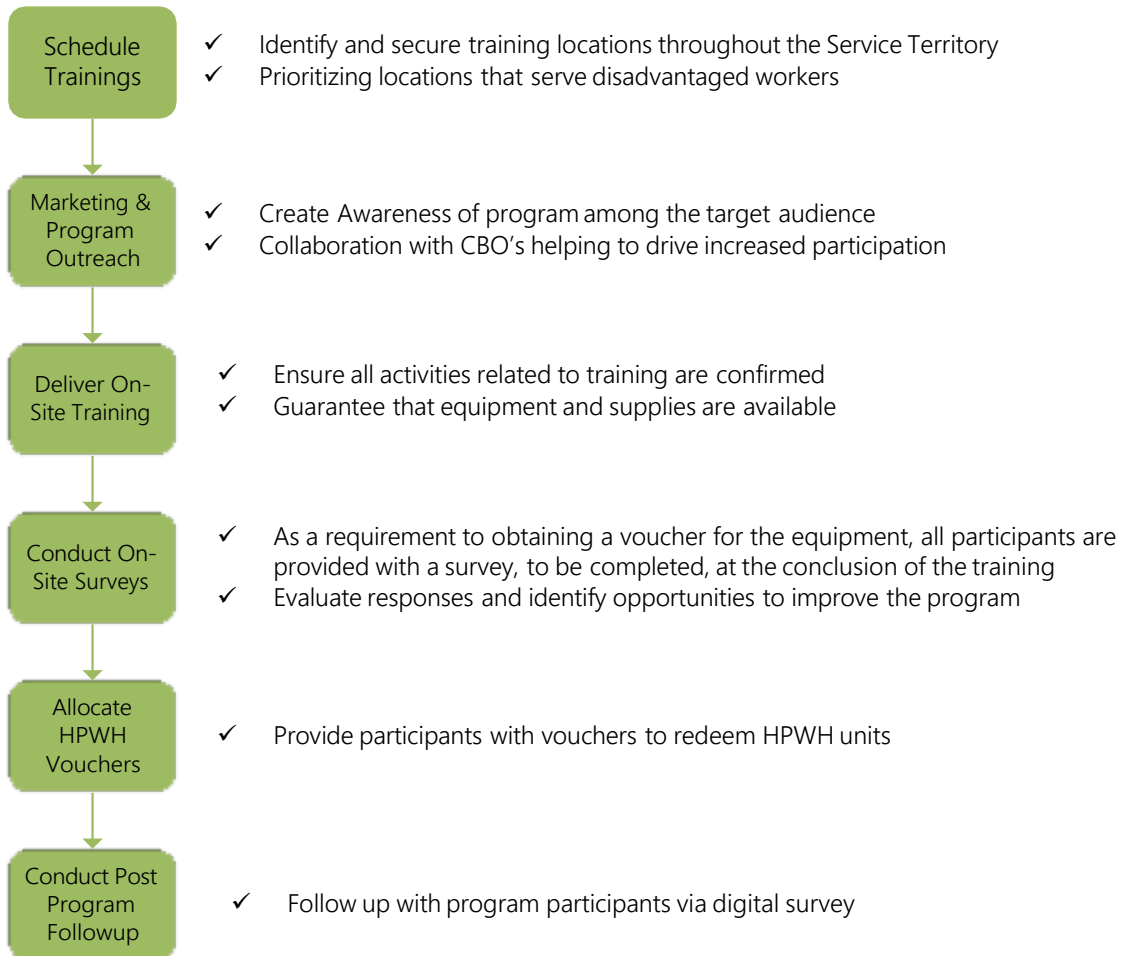 Schedule
Trainings
✓ Identify and secure training locations throughout the Service Territory
✓ Prioritizing locations that serve disadvantaged workers
Marketing &
Program
Outreach
✓ Create Awareness of program among the target audience
✓ Collaboration with CBO's helping to drive increased participation
Deliver On-
Site Training
✓ Ensure all activities related to training are confirmed
✓ Guarantee that equipment and supplies are available
Conduct On-
Site Surveys
✓ As a requirement to obtaining a voucher for the equipment, all participants are
provided with a survey, to be completed, at the conclusion of the training
✓ Evaluate responses and identify opportunities to improve the program
Allocate
HPWH
Vouchers
✓ Provide participants with vouchers to redeem HPWH units
Conduct Post
Program
Followup
✓ Follow up with program participants via digital survey